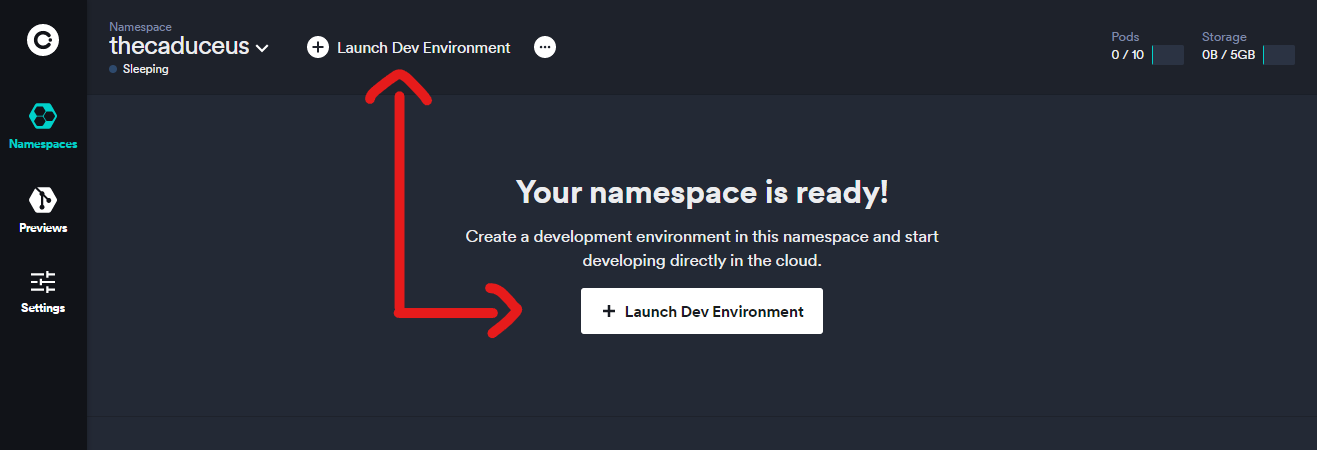 Namespace
thecaduceus
Sleeping
Launch Dev Environment
Pods
0 / 10
Storage
0B / 5GB
Namespaces
Previews
Settings
Your namespace is ready!
Create a development environment in this namespace and start
developing directly in the cloud.
+ Launch Dev Environment